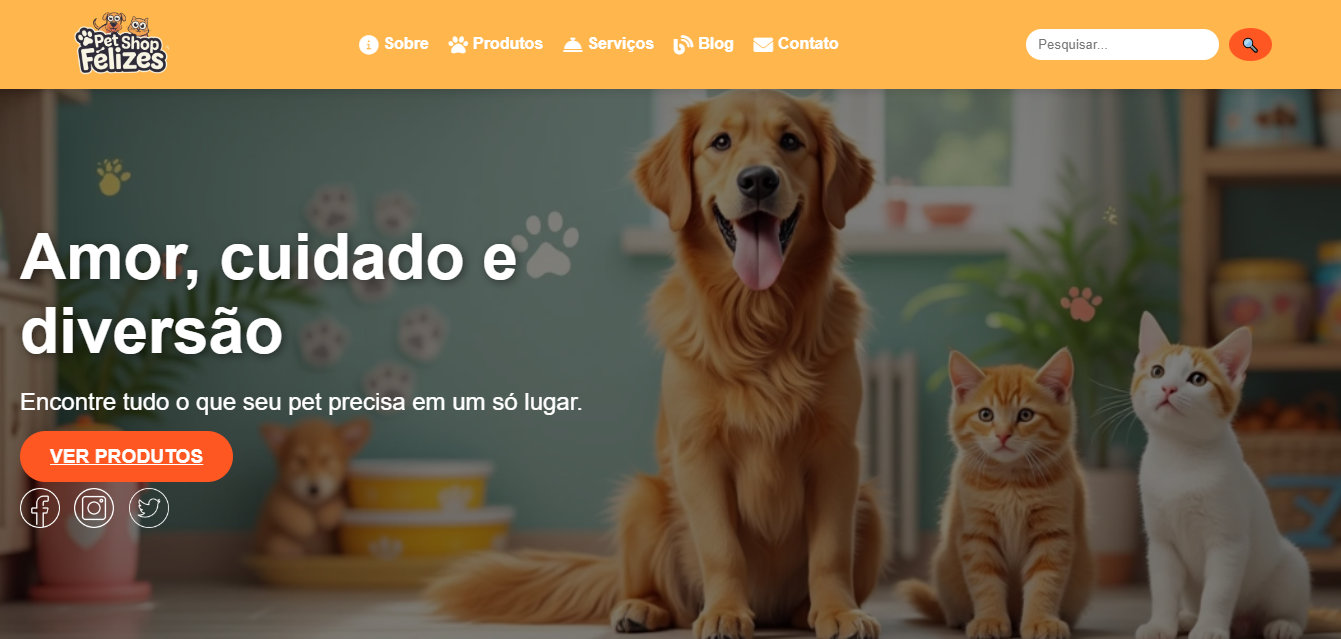 Pet Shop
Félizes
Sobre
Produtos
Serviços
Blog
Contato
Pesquisar...
Amor, cuidado e
diversão
Encontre tudo o que seu pet precisa em um só lugar.
VER PRODUTOS